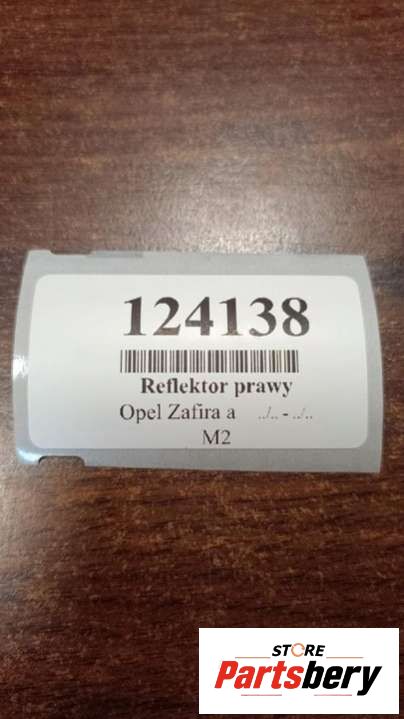 124138
Reflektor prawy
Opel Zafira a ../.. - ../..
M2
STORE
Partsbery